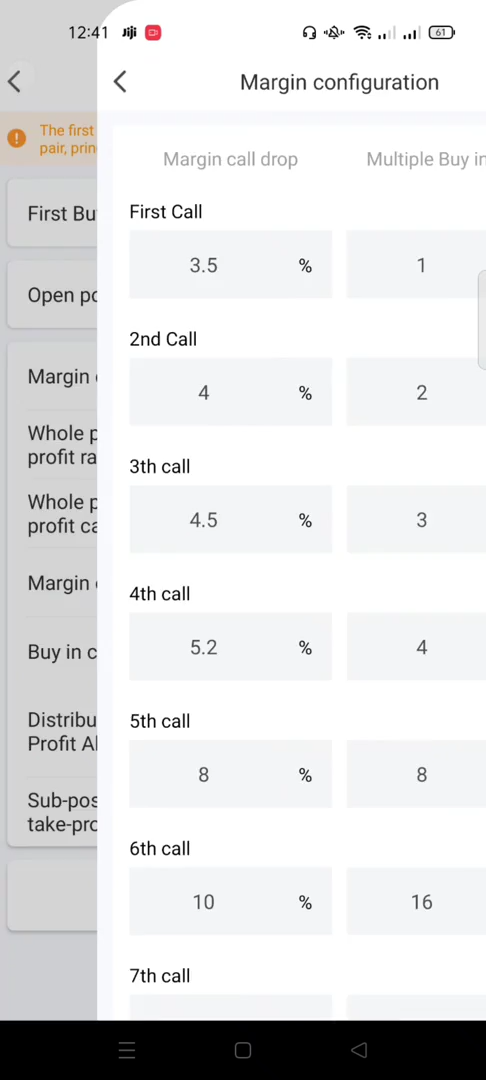 12:41 Jiji 61
Margin configuration
The first
pair, prin
Margin call drop Multiple Buy in
First Call
First Bu
3.5 % 1
Open po
2nd Call
Margin
4 % 2
Whole p
profit ra
3th call
Whole p
profit ca
4.5 % 3
Margin
4th call
Buy in c
5.2 % 4
Distribu
Profit Al
5th call
8 % 8
Sub-pos
take-pro
6th call
10 % 16
7th call